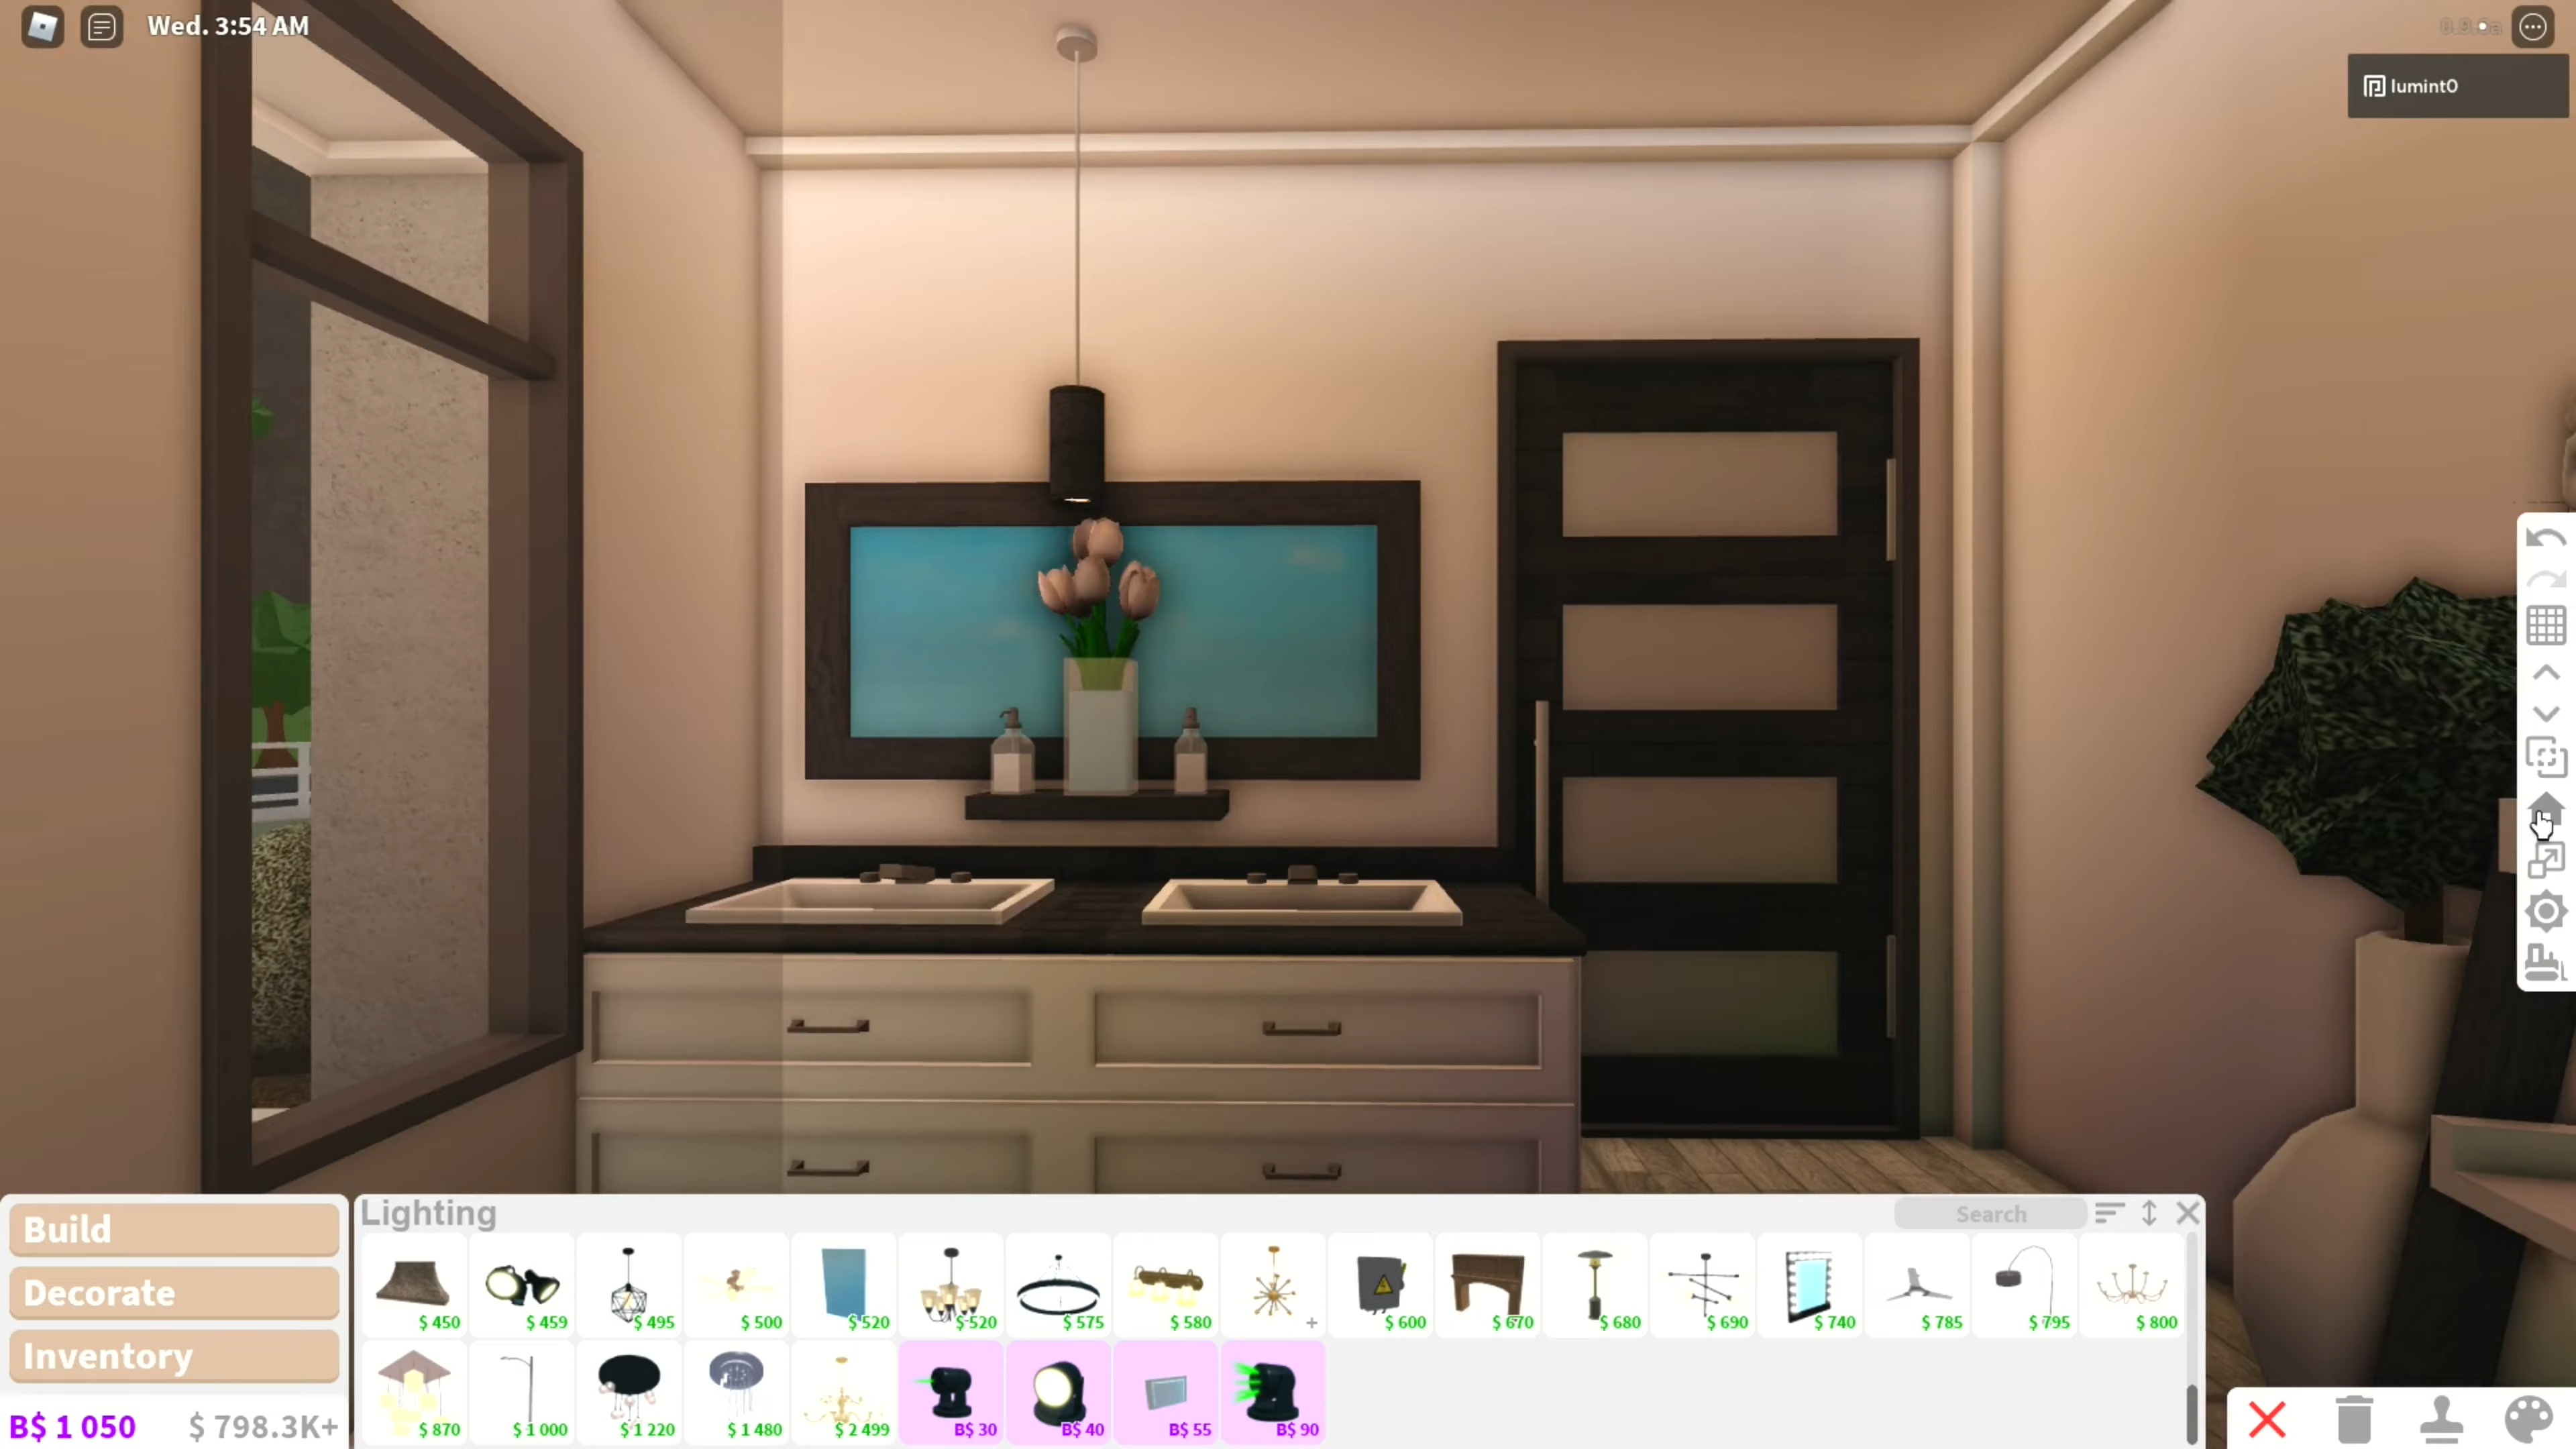 Wed. 3:54 AM
lumint0
Build
Decorate
Inventory
B$ 1 050 $ 798.3K+
Lighting
Search
$ 450 $ 459 $ 495 $ 500 $ 520 $ 520 $ 575 $ 580 + $ 600 $ 670 $ 680 $ 690 $ 740 $ 785 $ 795 $ 800
$ 870 $ 1 000 $ 1 220 $ 1 480 $ 2 499 B$ 30 B$ 40 B$ 55 B$ 90